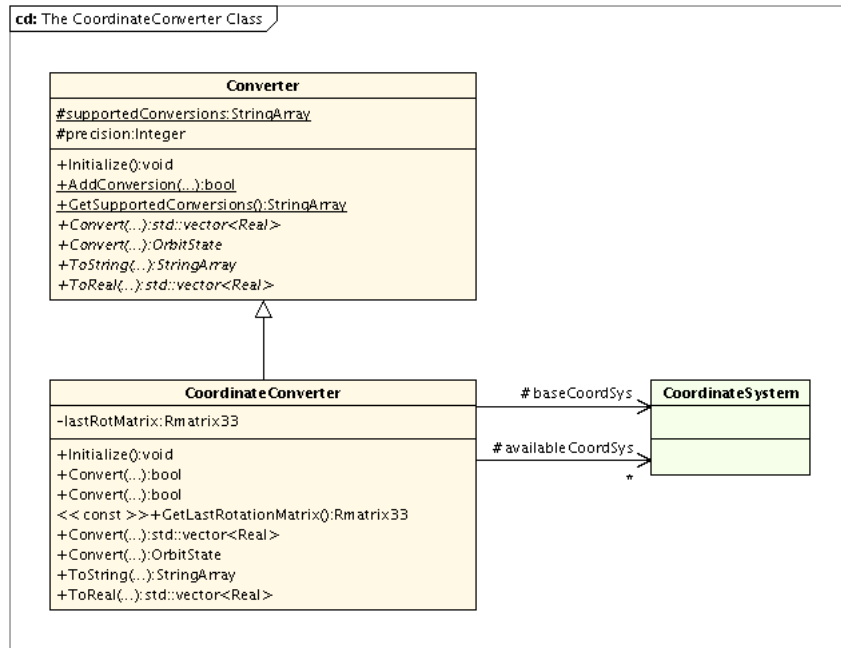 cd: The CoordinateConverter Class
Converter
#supportedConversions:StringArray
#precision:Integer
+Initialize():void
+AddConversion(...):bool
+GetSupportedConversions():StringArray
+Convert(...):std::vector<Real>
+Convert(...):OrbitState
+ToString(...):StringArray
+ToReal(...):std::vector<Real>
CoordinateConverter
-lastRotMatrix:Rmatrix33
+Initialize():void
+Convert(...):bool
+Convert(...):bool
<< const >>+GetLastRotationMatrix():Rmatrix33
+Convert(...):std::vector<Real>
+Convert(...):OrbitState
+ToString(...):StringArray
+ToReal(...):std::vector<Real>
#baseCoordSys
#availableCoordSys
*
CoordinateSystem